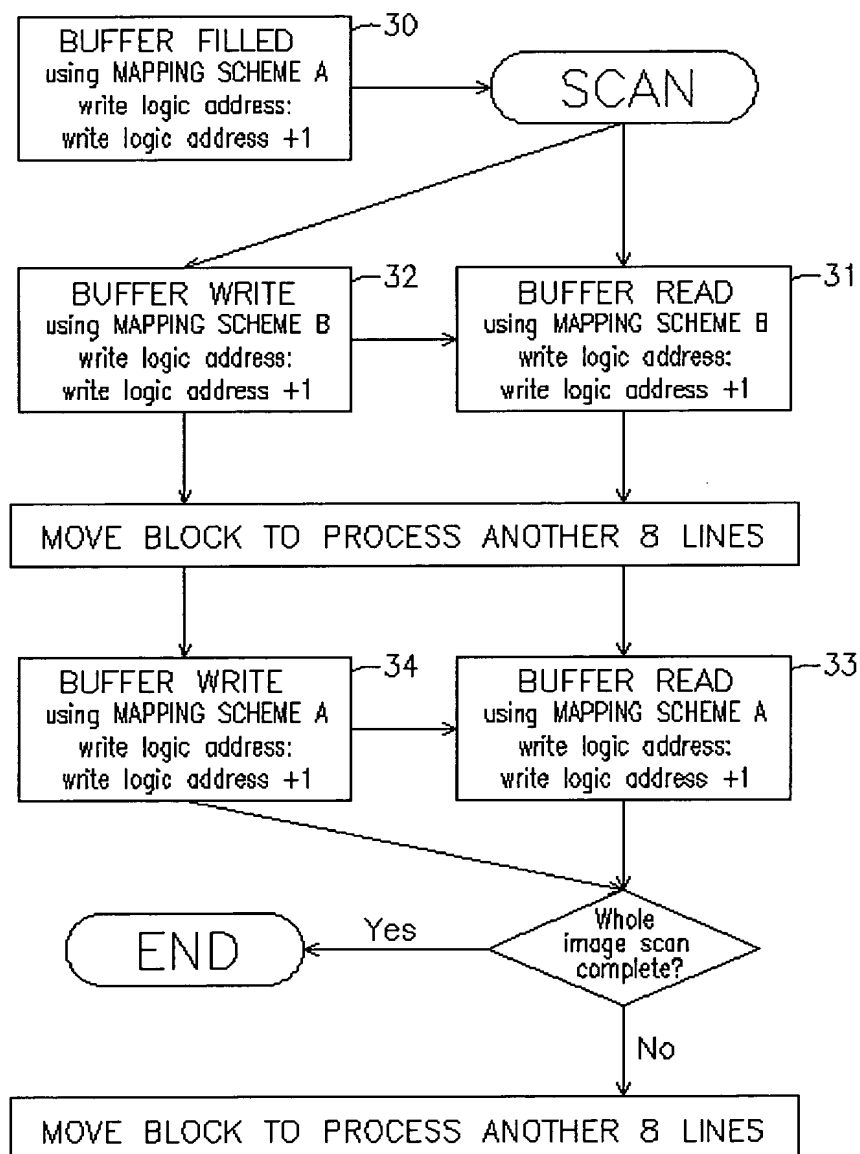 30
BUFFER FILLED
using MAPPING SCHEME A
write logic address:
write logic address +1
SCAN
32
BUFFER WRITE
using MAPPING SCHEME B
write logic address:
write logic address +1
31
BUFFER READ
using MAPPING SCHEME B
write logic address:
write logic address +1
MOVE BLOCK TO PROCESS ANOTHER 8 LINES
34
BUFFER WRITE
using MAPPING SCHEME A
write logic address:
write logic address +1
33
BUFFER READ
using MAPPING SCHEME A
write logic address:
write logic address +1
Whole
image scan
complete?
Yes
END
No
MOVE BLOCK TO PROCESS ANOTHER 8 LINES